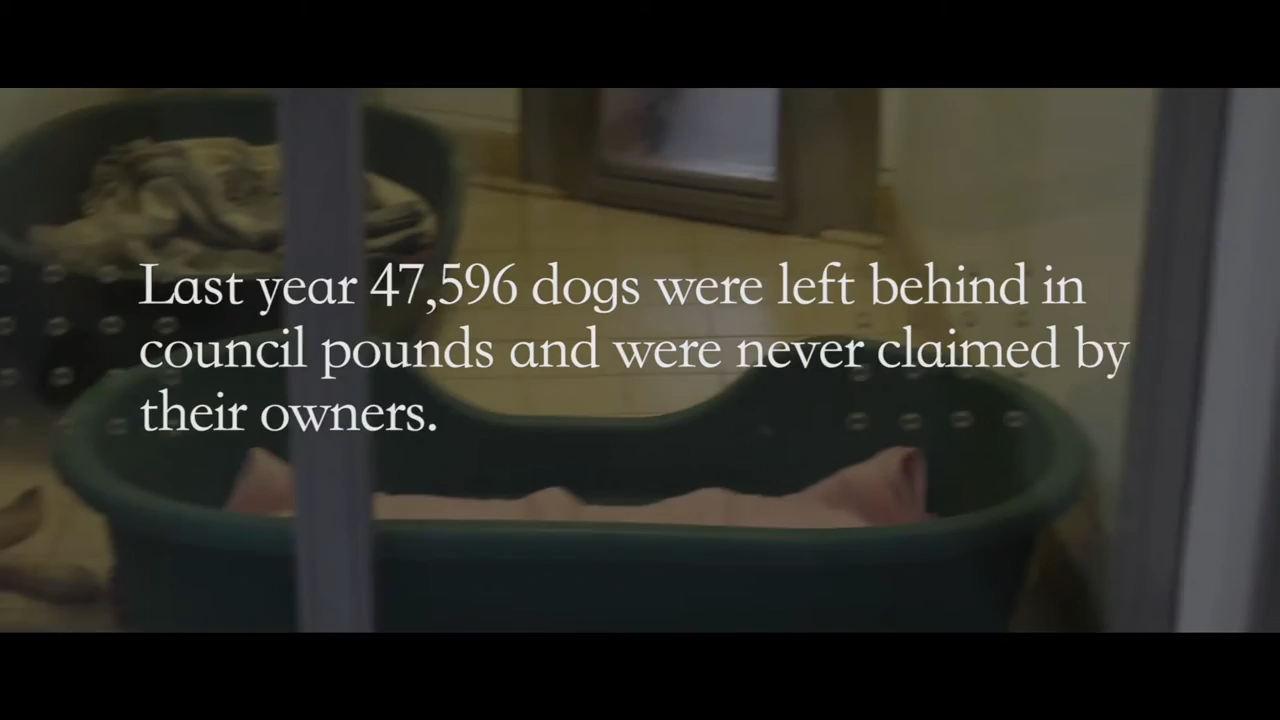 Last year 47,596 dogs were left behind in
council pounds and were never claimed by
their owners.